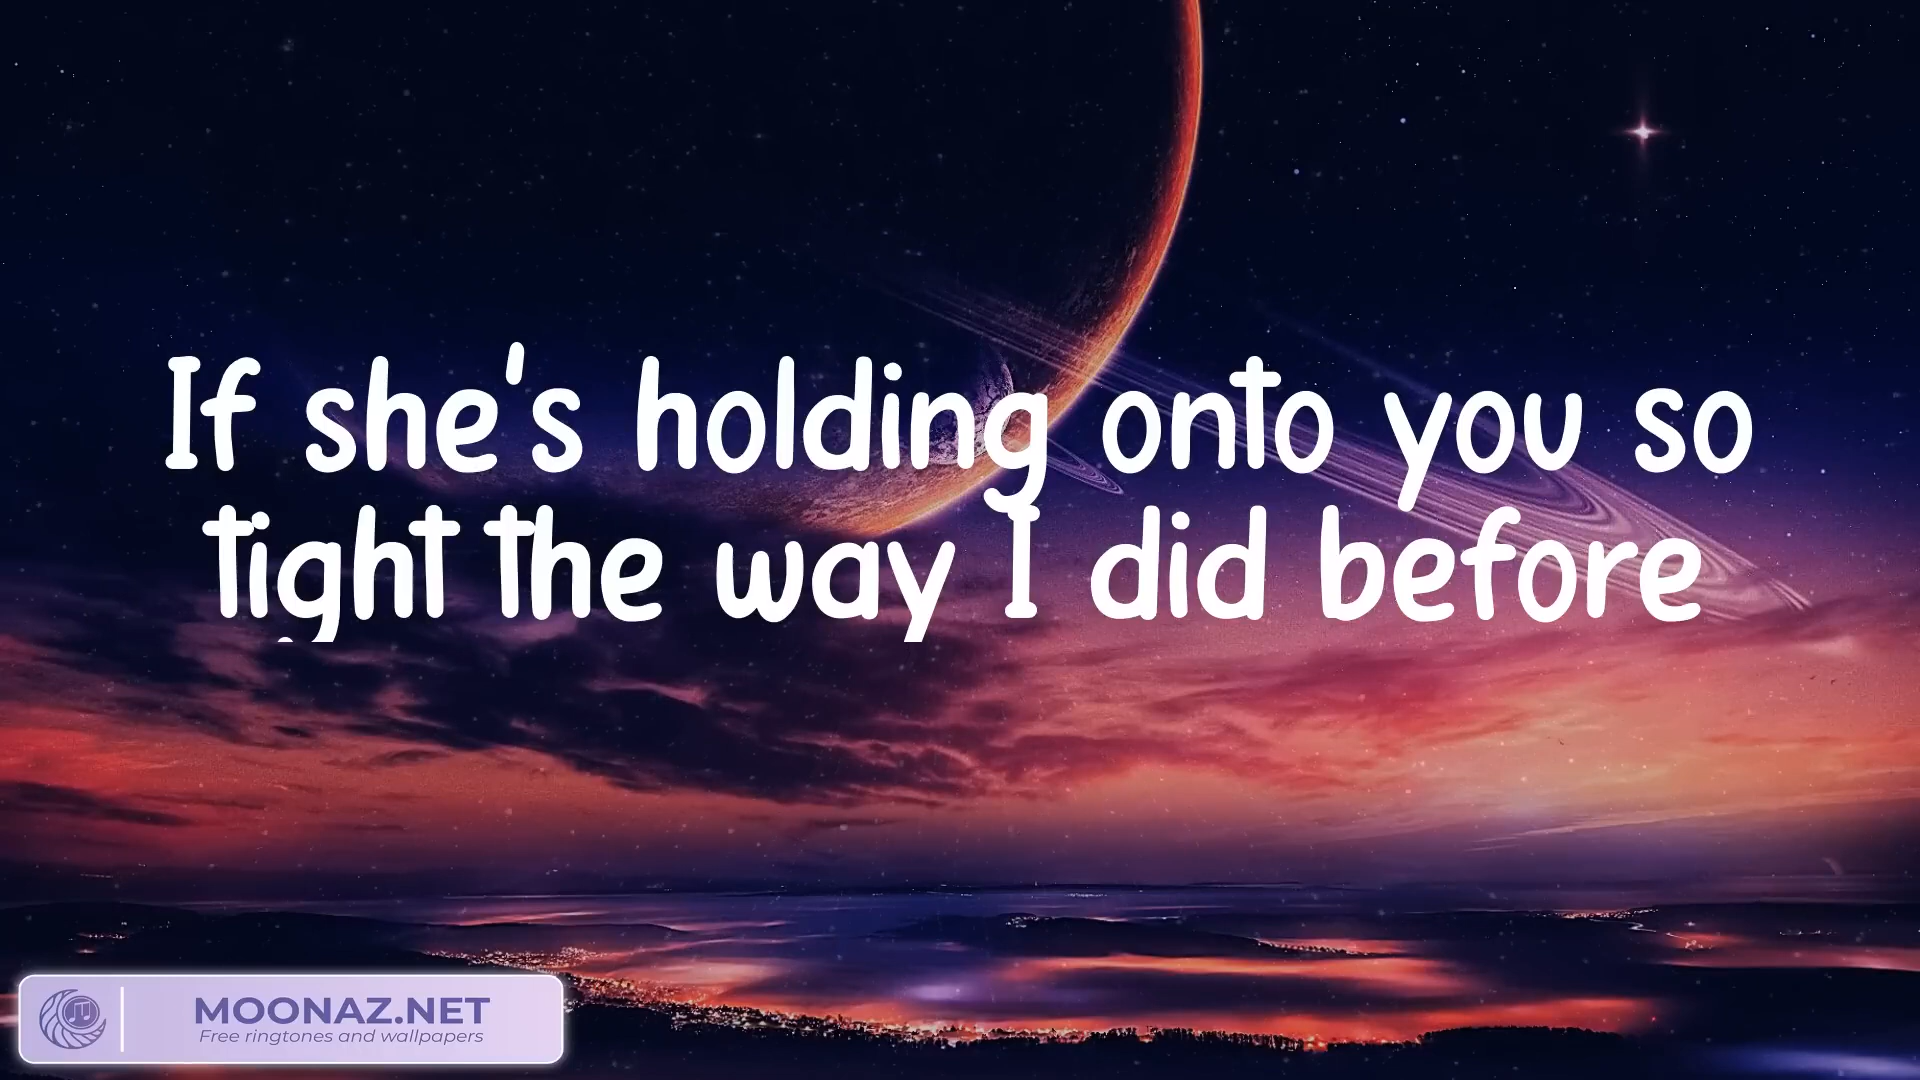 If she's holding onto you so
tight the way I did before
MOONAZ.NET
Free ringtones and wallpapers